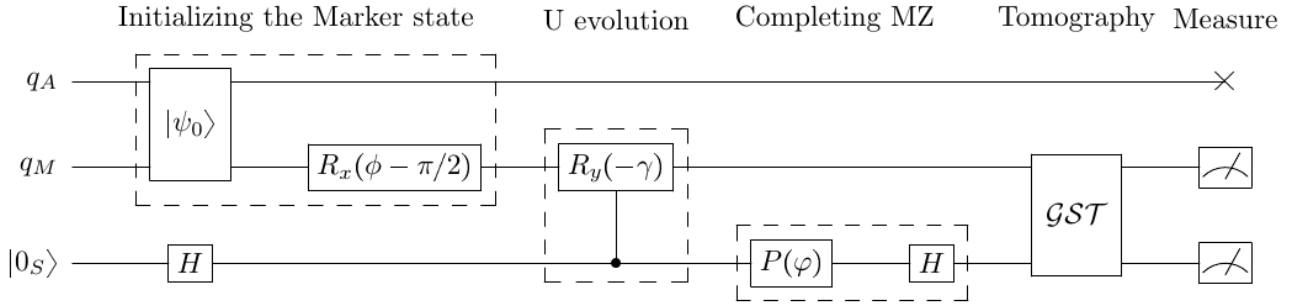 Initializing the Marker state U evolution Completing MZ Tomography Measure
q_A
|ψ_0⟩
q_M R_x(ϕ − π/2) R_y(−γ)
𝒢𝒮𝒯
|0_S⟩ H P(φ) H